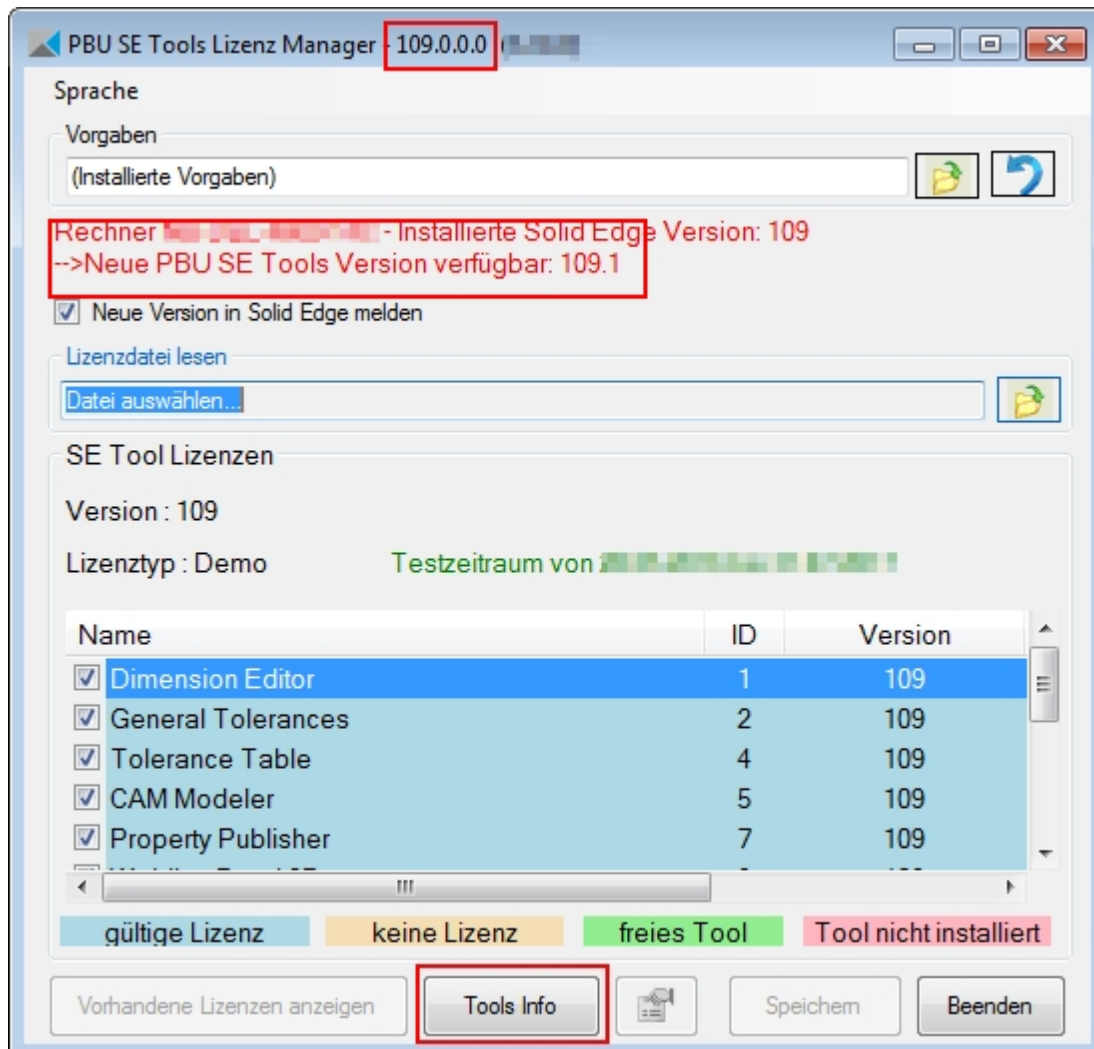 PBU SE Tools Lizenz Manager - 109.0.0.0
Sprache
Vorgaben
(Installierte Vorgaben)
Rechner - Installierte Solid Edge Version: 109
-->Neue PBU SE Tools Version verfügbar: 109.1
Neue Version in Solid Edge melden
Lizenzdatei lesen
Datei auswählen...
SE Tool Lizenzen
Version : 109
Lizenztyp : Demo Testzeitraum von
Name ID Version
Dimension Editor 1 109
General Tolerances 2 109
Tolerance Table 4 109
CAM Modeler 5 109
Property Publisher 7 109
gültige Lizenz keine Lizenz freies Tool Tool nicht installiert
Vorhandene Lizenzen anzeigen Tools Info Speichern Beenden